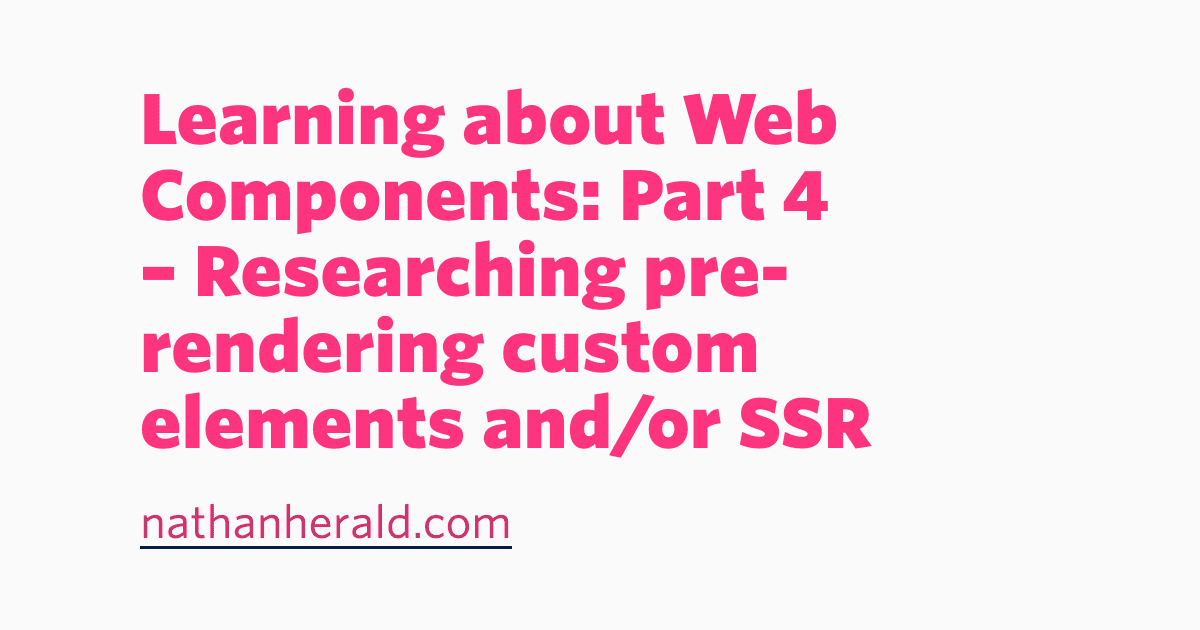 Learning about Web
Components: Part 4
– Researching pre-
rendering custom
elements and/or SSR
nathanherald.com